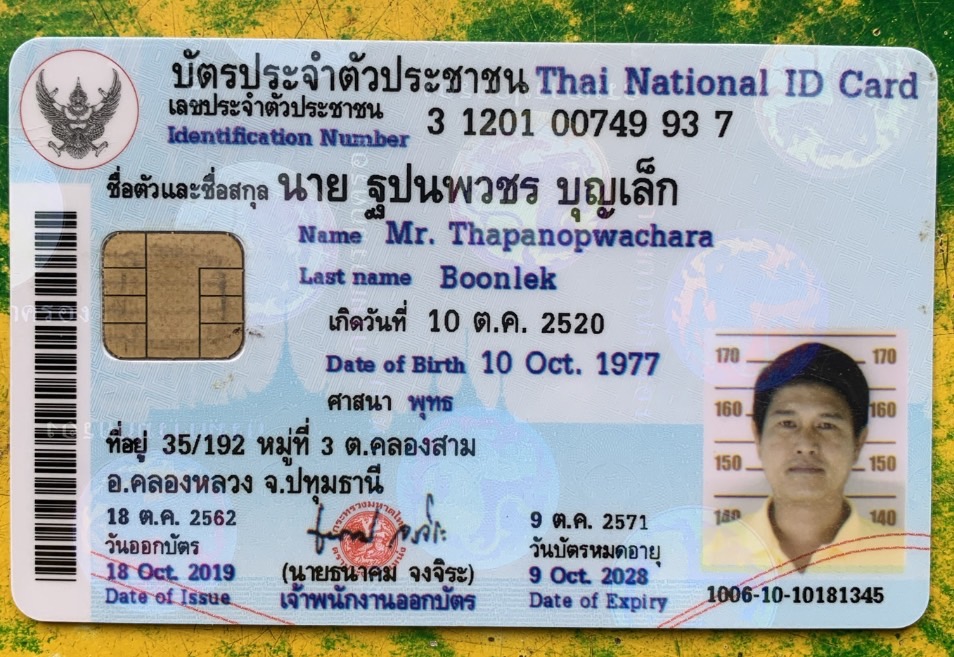 บัตรประจำตัวประชาชน Thai National ID Card
เลขประจำตัวประชาชน
Identification Number 3 1201 00749 93 7
ชื่อตัวและชื่อสกุล นาย ฐปนพวชร บุญเล็ก
Name Mr. Thapanopwachara
Last name Boonlek
เกิดวันที่ 10 ต.ค. 2520
Date of Birth 10 Oct. 1977
ศาสนา พุทธ
ที่อยู่ 35/192 หมู่ที่ 3 ต.คลองสาม
อ.คลองหลวง จ.ปทุมธานี
18 ต.ค. 2562
วันออกบัตร
18 Oct. 2019
Date of Issue
(นายธนาคม จงจิระ)
เจ้าพนักงานออกบัตร
9 ต.ค. 2571
วันบัตรหมดอายุ
9 Oct. 2028
Date of Expiry
170 170
160 160
150 150
140 140
1006-10-10181345